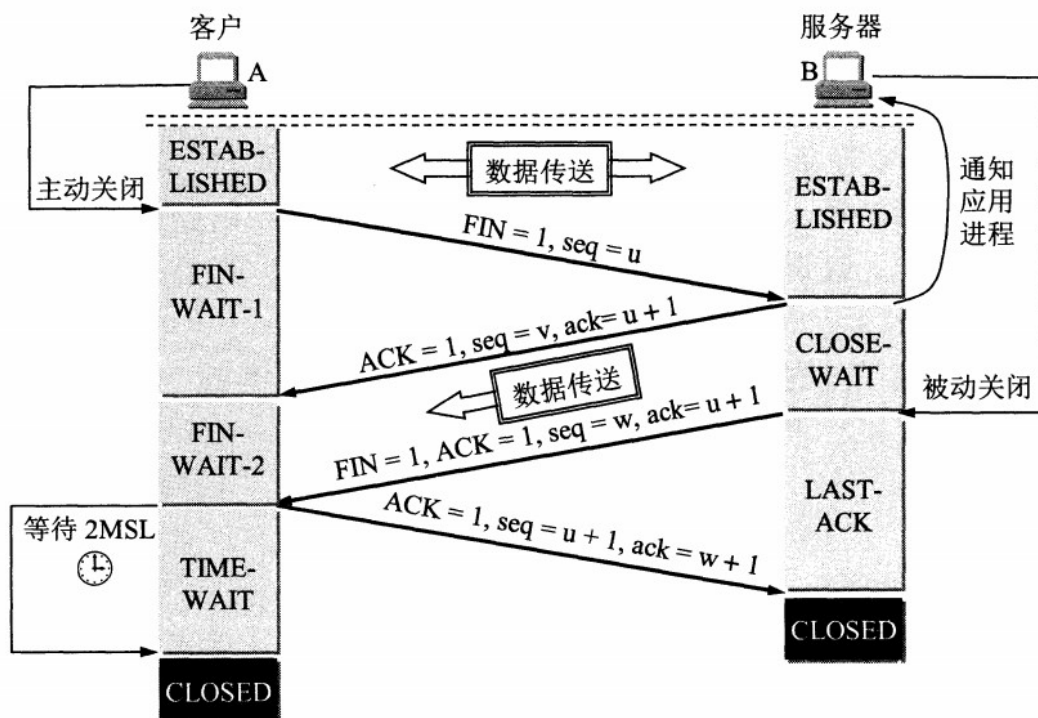 客户
服务器
A
B
ESTAB-
LISHED
数据传送
ESTAB-
LISHED
通知
应用
进程
主动关闭
FIN = 1, seq = u
FIN-
WAIT-1
ACK = 1, seq = v, ack= u + 1
CLOSE-
WAIT
数据传送
被动关闭
FIN-
WAIT-2
FIN = 1, ACK = 1, seq = w, ack= u + 1
LAST-
ACK
等待 2MSL
ACK = 1, seq = u + 1, ack = w + 1
TIME-
WAIT
CLOSED
CLOSED